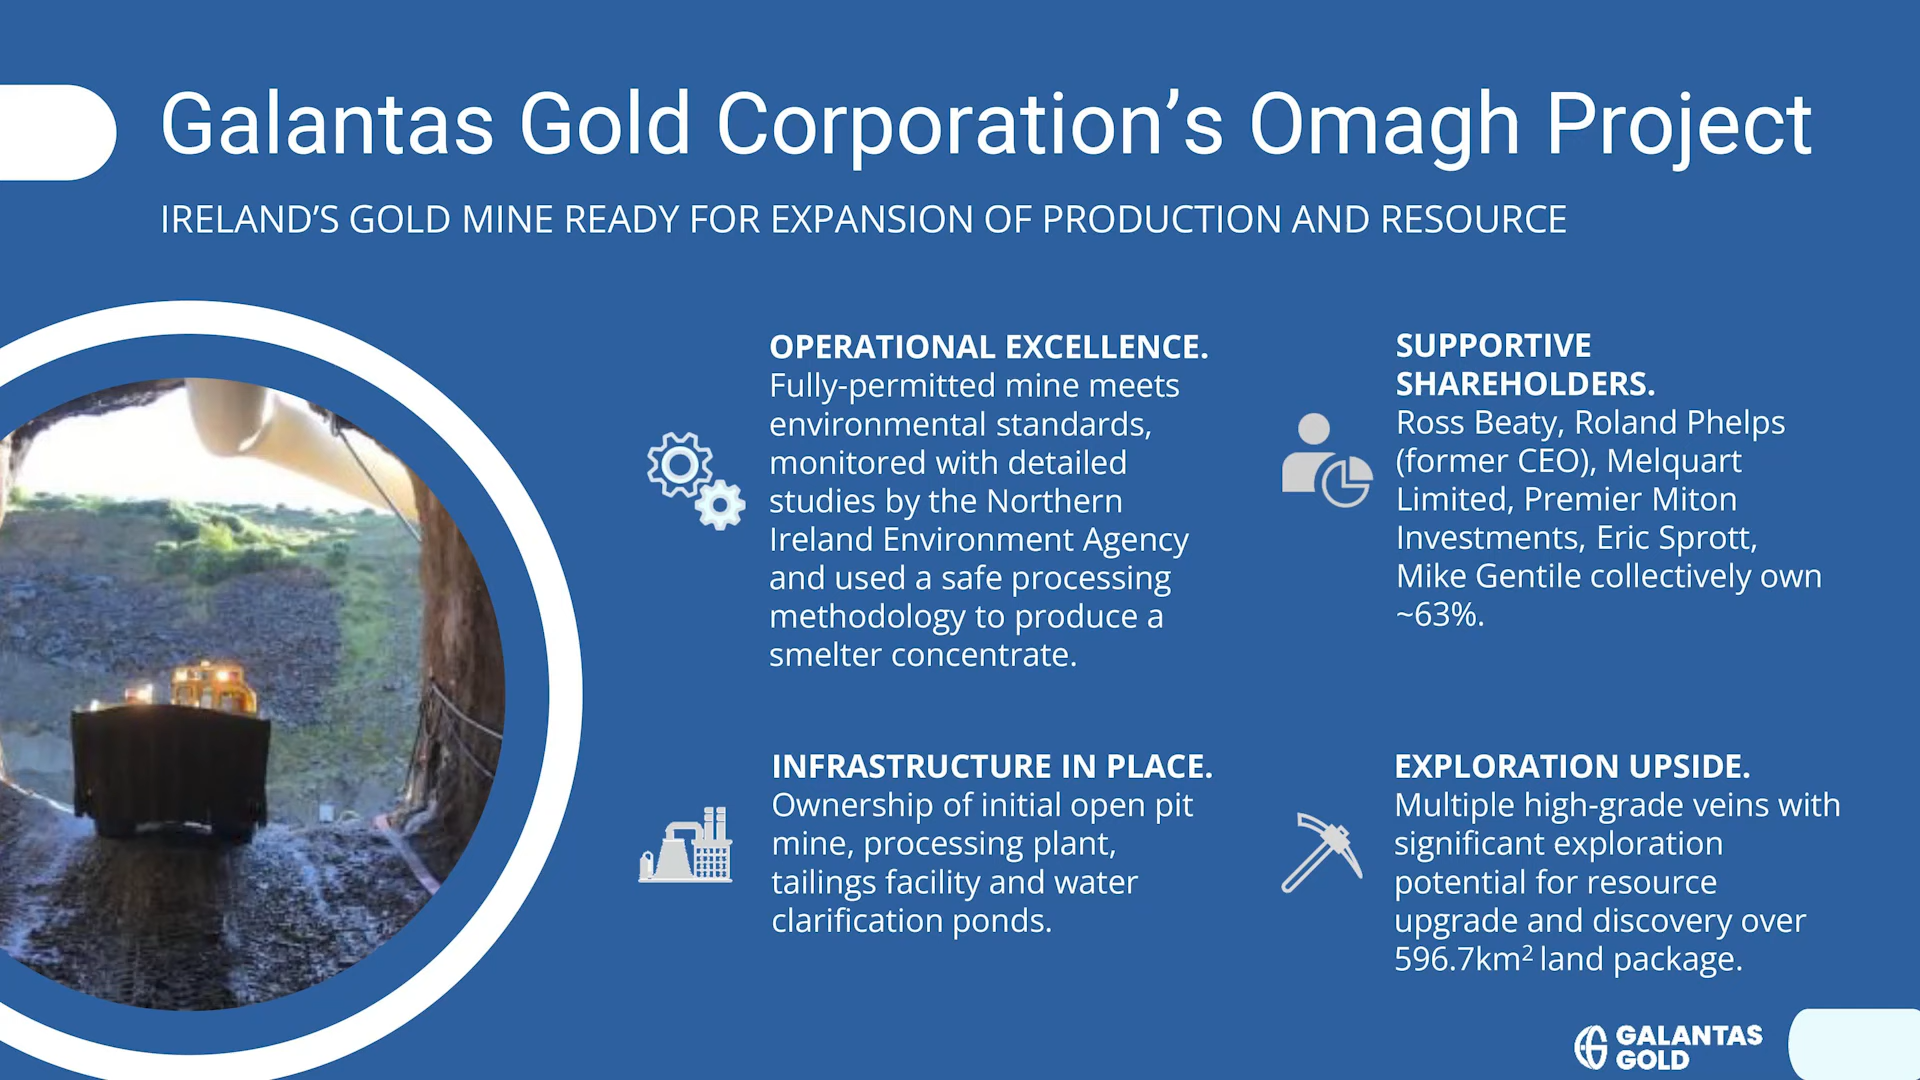 Galantas Gold Corporation’s Omagh Project
IRELAND’S GOLD MINE READY FOR EXPANSION OF PRODUCTION AND RESOURCE
OPERATIONAL EXCELLENCE.
Fully-permitted mine meets
environmental standards,
monitored with detailed
studies by the Northern
Ireland Environment Agency
and used a safe processing
methodology to produce a
smelter concentrate.
SUPPORTIVE
SHAREHOLDERS.
Ross Beaty, Roland Phelps
(former CEO), Melquart
Limited, Premier Miton
Investments, Eric Sprott,
Mike Gentile collectively own
~63%.
INFRASTRUCTURE IN PLACE.
Ownership of initial open pit
mine, processing plant,
tailings facility and water
clarification ponds.
EXPLORATION UPSIDE.
Multiple high-grade veins with
significant exploration
potential for resource
upgrade and discovery over
596.7km² land package.
GALANTAS
GOLD